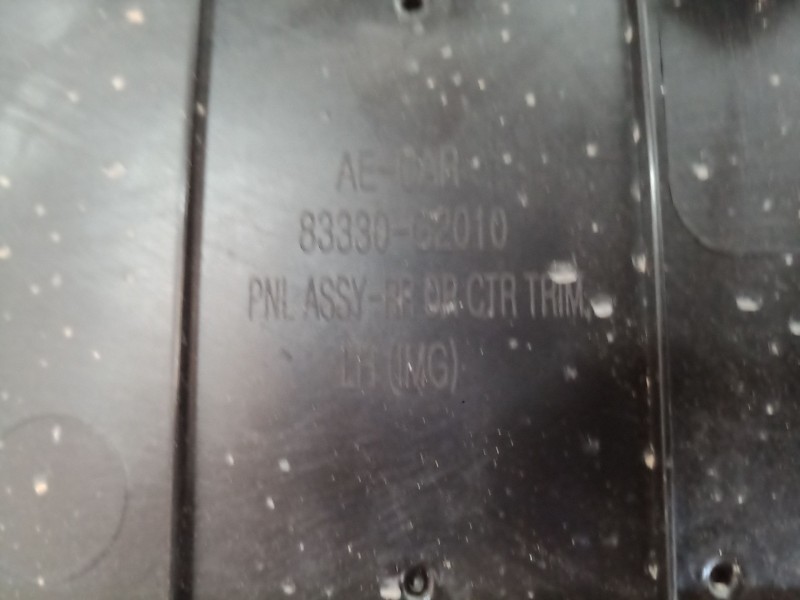 AE-CAR
83330-G2010
PNL ASSY-RR DR CTR TRIM,
LH (IMG)